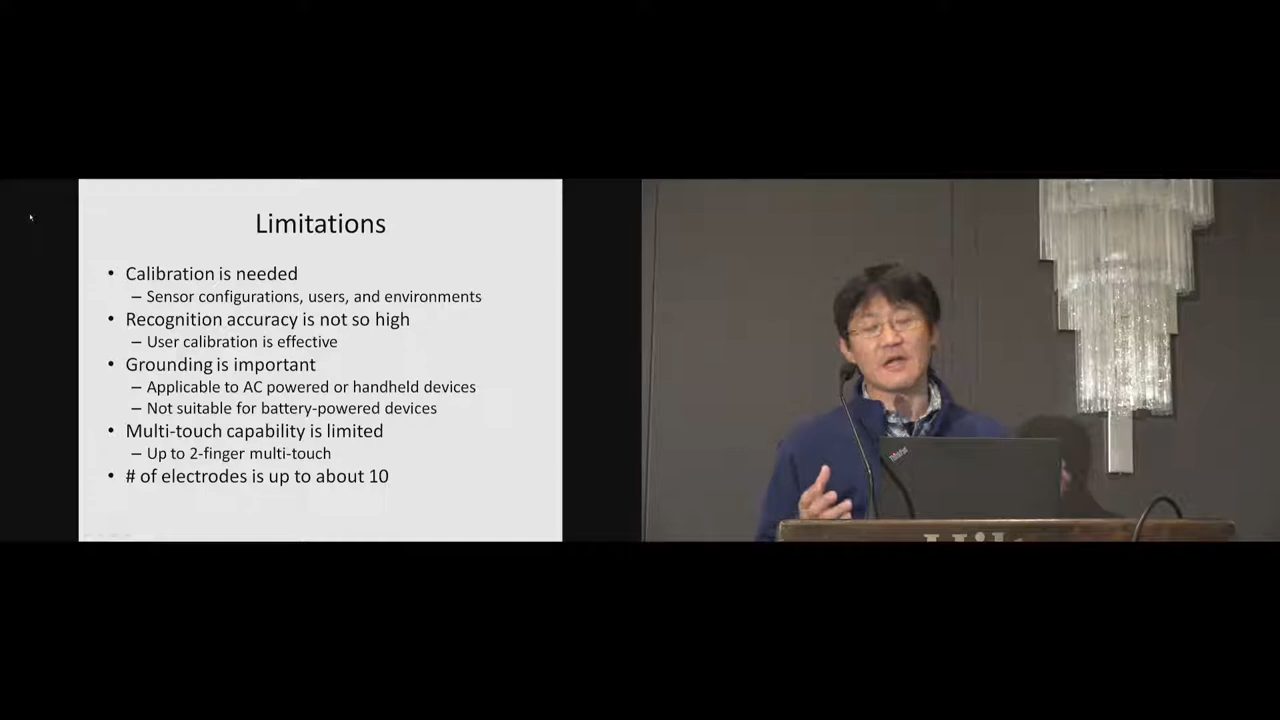 Limitations
• Calibration is needed
– Sensor configurations, users, and environments
• Recognition accuracy is not so high
– User calibration is effective
• Grounding is important
– Applicable to AC powered or handheld devices
– Not suitable for battery-powered devices
• Multi-touch capability is limited
– Up to 2-finger multi-touch
• # of electrodes is up to about 10
ThinkPad